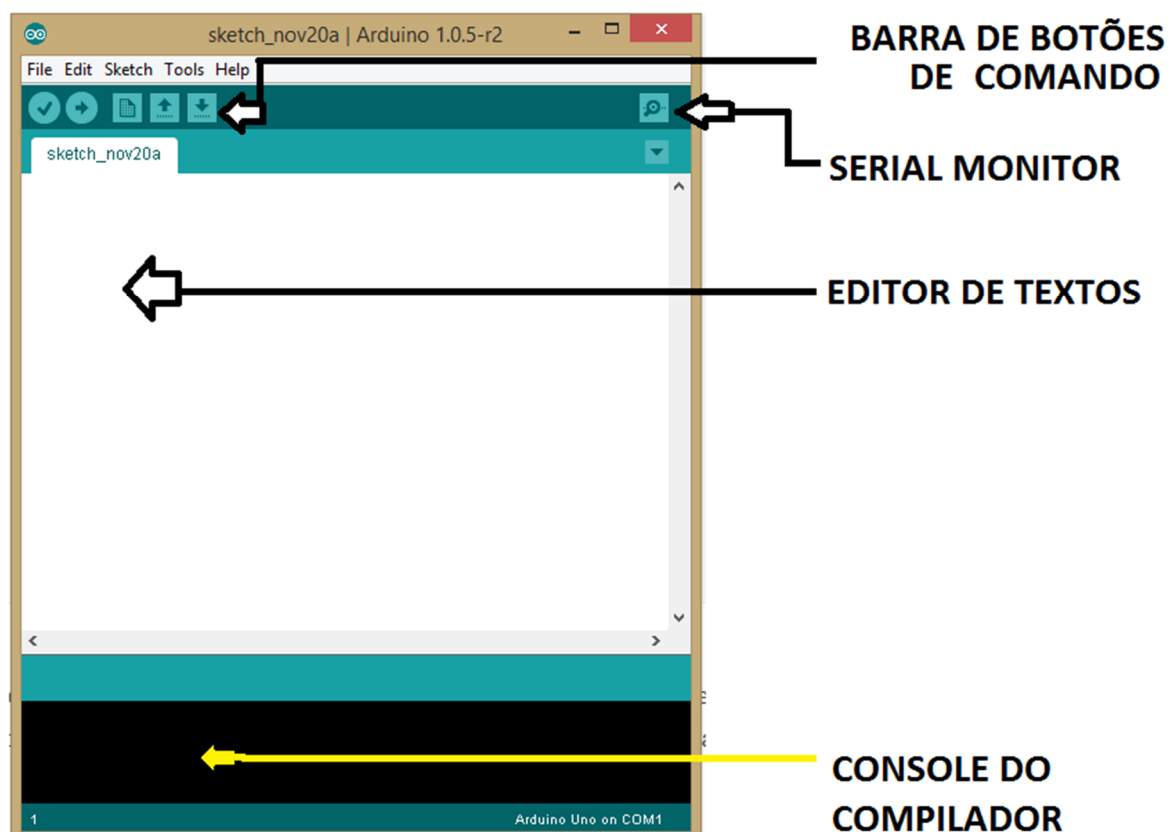 sketch_nov20a | Arduino 1.0.5-r2
File Edit Sketch Tools Help
sketch_nov20a
BARRA DE BOTÕES
DE COMANDO
SERIAL MONITOR
EDITOR DE TEXTOS
CONSOLE DO
COMPILADOR
1
Arduino Uno on COM1